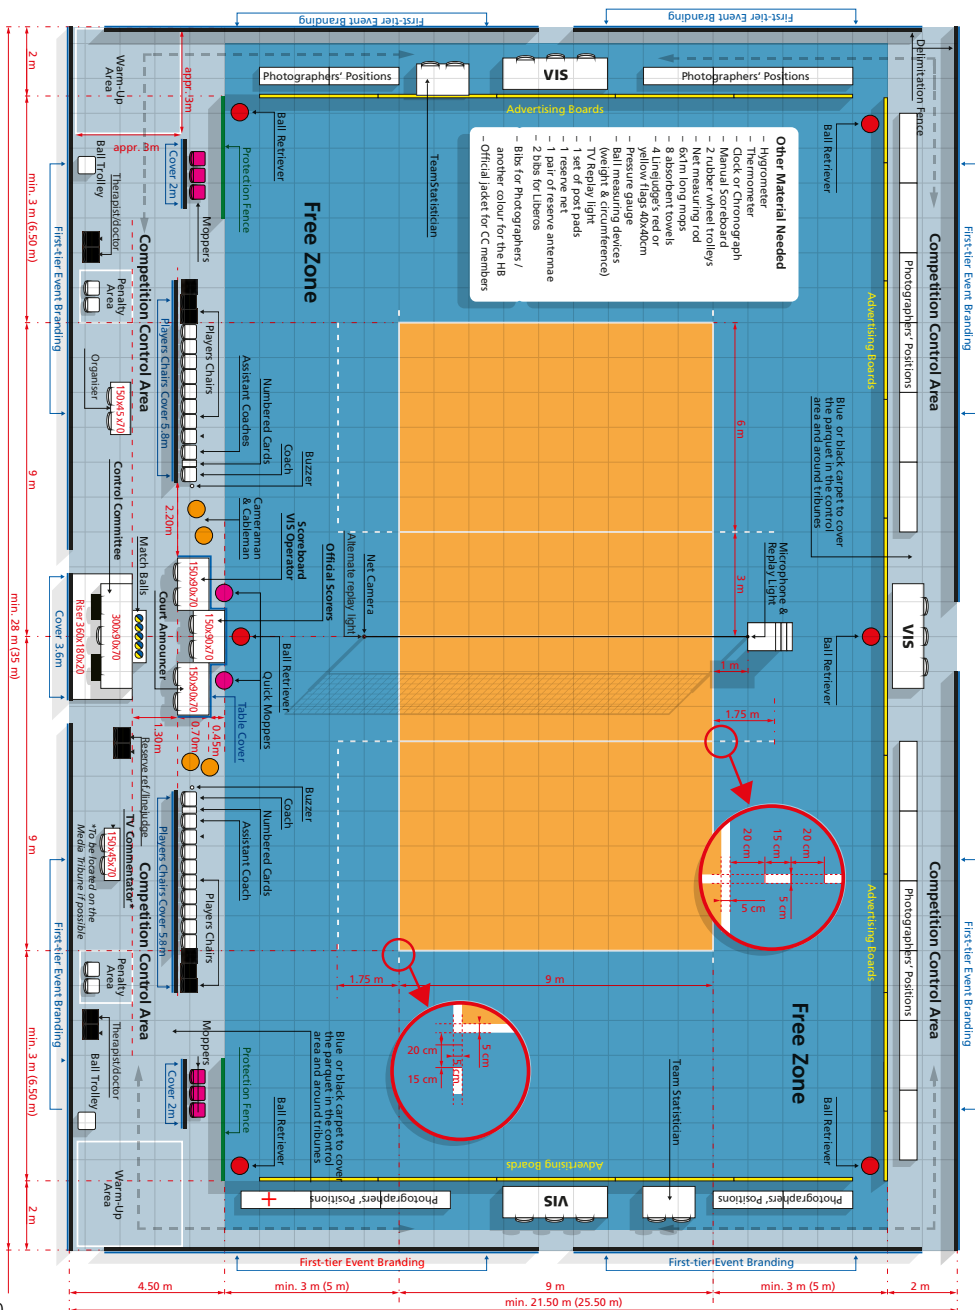 First-tier Event Branding
First-tier Event Branding
2 m
Warm-Up
Area
appr. 3m
appr. 3m
Photographers' Positions
VIS
Photographers' Positions
Delimitation Fence
Advertising Boards
Ball Retriever
Ball Retriever
TeamStatistician
Protection Fence
Cover 2m
Ball Trolley
Therapist/doctor
Moppers
Other Material Needed
– Hygrometer
– Thermometer
– Clock or Chronograph
– Manual Scoreboard
– 2 rubber wheel trolleys
– Net measuring rod
– 6x1m long mops
– 8 absorbent towels
– 4 Linejudge's red or
yellow flags 40x40cm
– Pressure gauge
– Ball measuring devices
(weight & circumference)
– TV Replay light
– 1 set of post pads
– 1 reserve net
– 1 pair of reserve antennae
– 2 bibs for Liberos
– Bibs for Photographers /
another colour for the HB
– Official jacket for CC members
Free Zone
min. 3 m (6.50 m)
First-tier Event Branding
Competition Control Area
Penalty
Area
Players Chairs Cover 5.8m
Players Chairs
Organiser
150x45x70
Assistant Coaches
Numbered Cards
Coach
Buzzer
Advertising Boards
Photographers' Positions
Competition Control Area
First-tier Event Branding
Blue or black carpet to cover
the parquet in the control
area and around tribunes
6 m
9 m
3 m
2.20m
Cameraman
& Cableman
Control Committee
Match Balls
Scoreboard
VIS Operator
Official Scorers
Alternate replay light
Net Camera
Microphone &
Replay Light
150x90x70
150x90x70
150x90x70
Court Announcer
300x90x70
Riser 360x180x20
Cover 3.6m
min. 28 m (35 m)
Ball Retriever
Quick Moppers
Table Cover
Ball Retriever
VIS
1 m
1.75 m
1.30m
0.70m
0.45m
Reserve ref./linejudge
TV Commentator*
150x45x70
*To be located on the
Media Tribune if possible
Buzzer
Coach
Numbered Cards
Assistant Coach
Players Chairs
Players Chairs Cover 5.8m
Competition Control Area
9 m
First-tier Event Branding
20 cm
15 cm
20 cm
5 cm
5 cm
Advertising Boards
Photographers' Positions
Competition Control Area
First-tier Event Branding
Penalty
Area
Therapist/doctor
Ball Trolley
Moppers
Cover 2m
Blue or black carpet to cover
the parquet in the control
area and around tribunes
1.75 m
9 m
5 cm
20 cm
15 cm
Free Zone
Team Statistician
Protection Fence
Ball Retriever
Ball Retriever
min. 3 m (6.50 m)
Warm-Up
Area
Advertising Boards
Photographers' Positions
VIS
Photographers' Positions
2 m
First-tier Event Branding
First-tier Event Branding
4.50 m
min. 3 m (5 m)
9 m
min. 3 m (5 m)
2 m
min. 21.50 m (25.50 m)